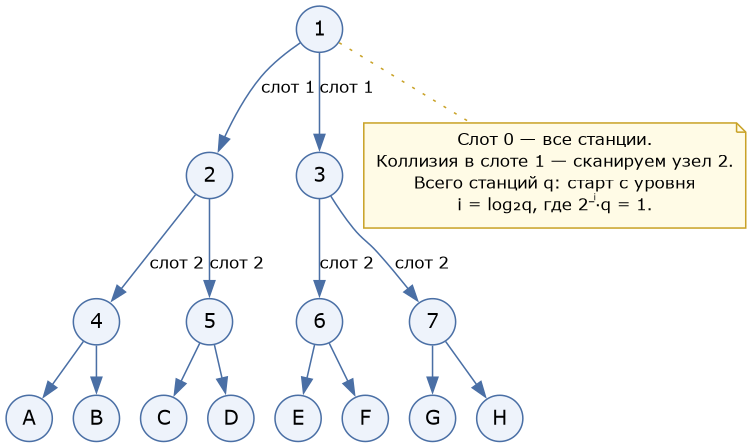 1
слот 1 слот 1
Слот 0 — все станции.
Коллизия в слоте 1 — сканируем узел 2.
Всего станций q: старт с уровня
i = log₂q, где 2⁻ⁱ·q = 1.
2 3
слот 2 слот 2 слот 2 слот 2
4 5 6 7
A B C D E F G H